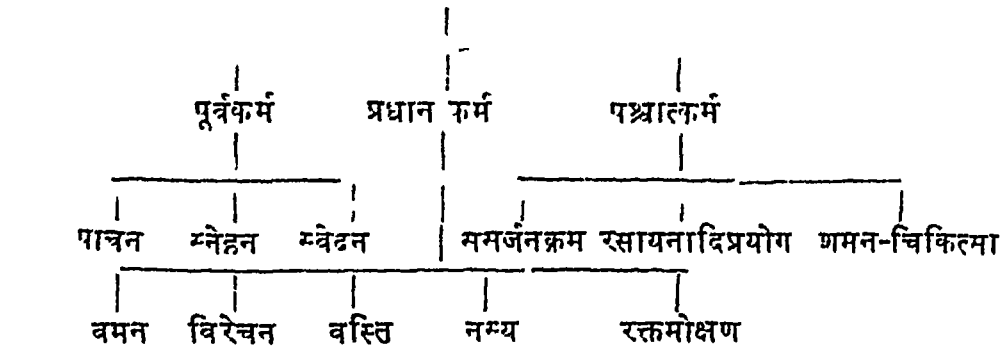 पूर्वकर्म प्रधान कर्म पश्चात्कर्म
पाचन स्नेहन स्वेदन संसर्जनक्रम रसायनादिप्रयोग शमन-चिकित्सा
वमन विरेचन वस्ति नस्य रक्तमोक्षण